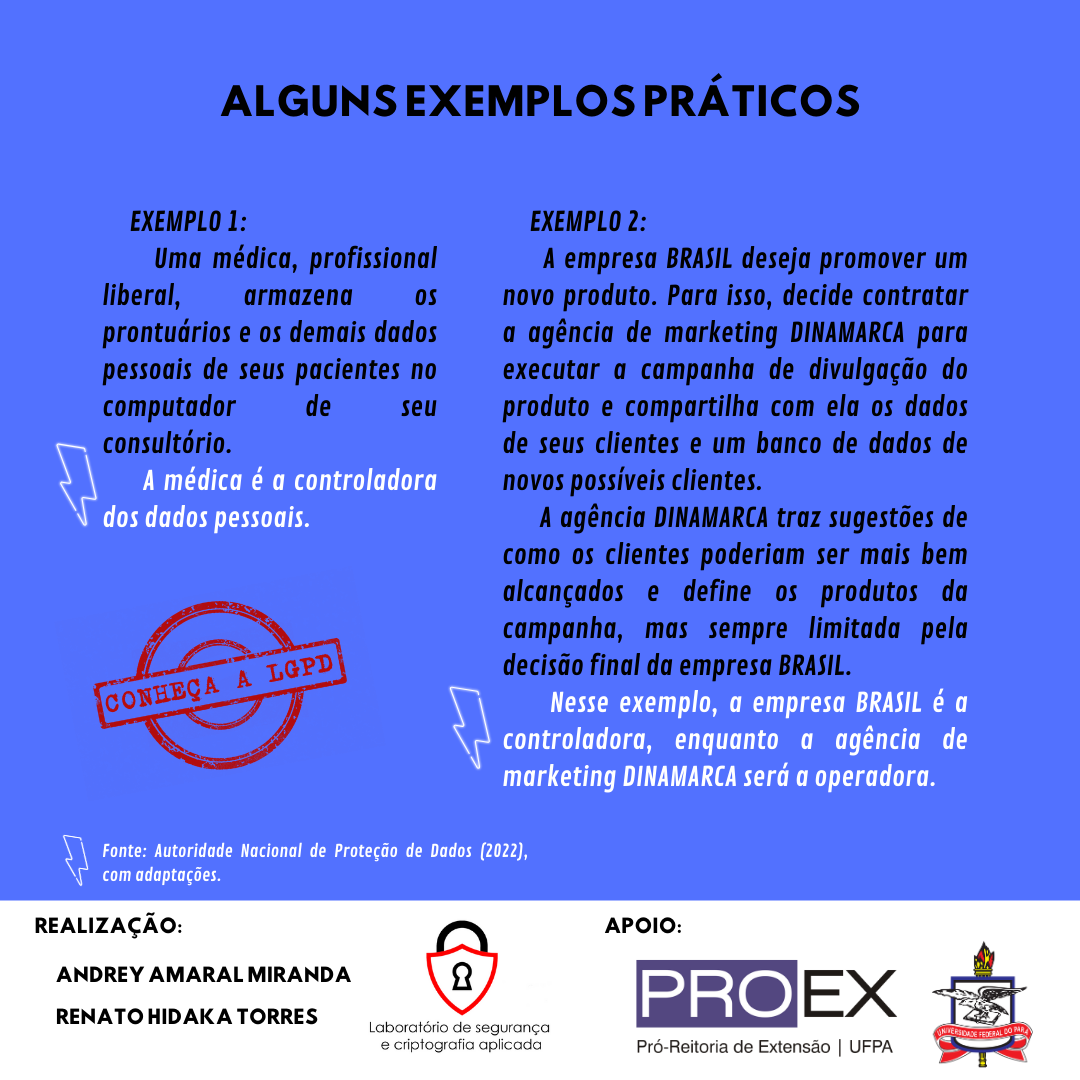 ALGUNS EXEMPLOS PRÁTICOS
EXEMPLO 1:
Uma médica, profissional
liberal, armazena os
prontuários e os demais dados
pessoais de seus pacientes no
computador de seu
consultório.
A médica é a controladora
dos dados pessoais.
CONHEÇA A LGPD
EXEMPLO 2:
A empresa BRASIL deseja promover um
novo produto. Para isso, decide contratar
a agência de marketing DINAMARCA para
executar a campanha de divulgação do
produto e compartilha com ela os dados
de seus clientes e um banco de dados de
novos possíveis clientes.
A agência DINAMARCA traz sugestões de
como os clientes poderiam ser mais bem
alcançados e define os produtos da
campanha, mas sempre limitada pela
decisão final da empresa BRASIL.
Nesse exemplo, a empresa BRASIL é a
controladora, enquanto a agência de
marketing DINAMARCA será a operadora.
Fonte: Autoridade Nacional de Proteção de Dados (2022),
com adaptações.
REALIZAÇÃO:
ANDREY AMARAL MIRANDA
RENATO HIDAKA TORRES
Laboratório de segurança
e criptografia aplicada
APOIO:
PROEX
Pró-Reitoria de Extensão | UFPA
UNIVERSIDADE FEDERAL DO PARÁ